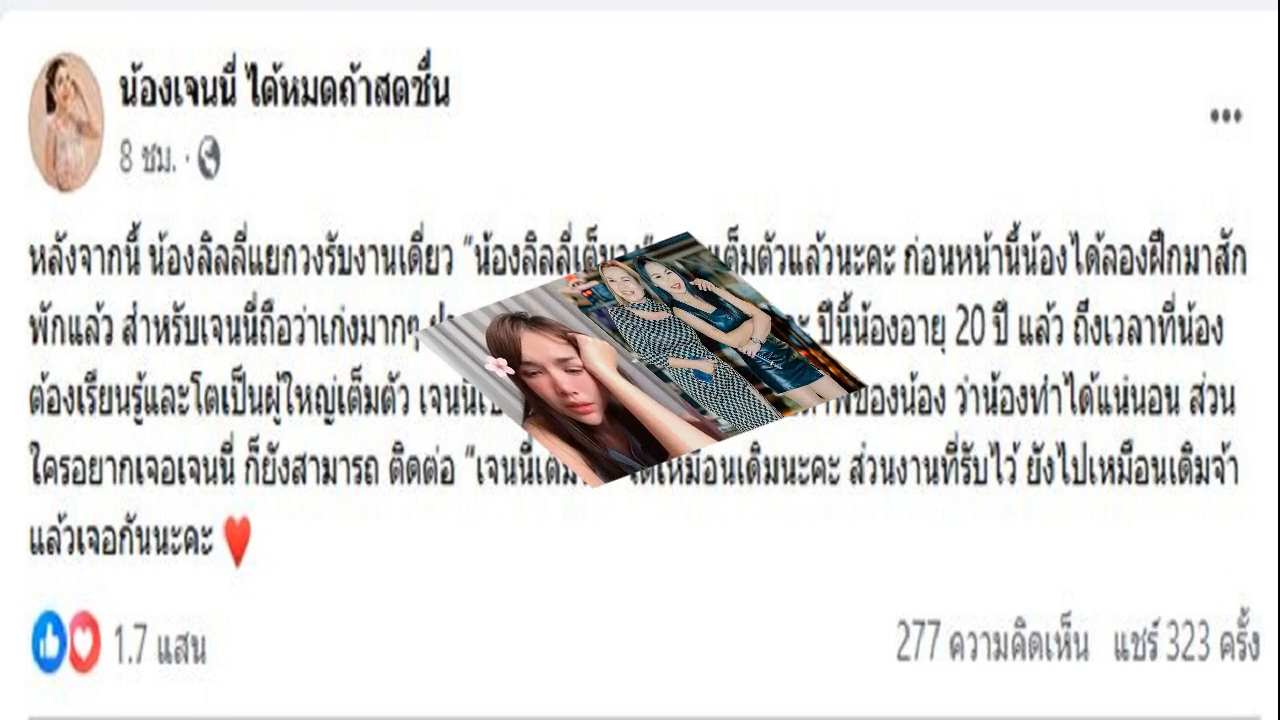 น้องเจนนี่ ได้หมดถ้าสดชื่น
8 ชม. ·
หลังจากนี้ น้องลิลลี่แยกวงรับงานเดี่ยว “น้องลิลลี่เต็มวง” เต็มตัวแล้วนะคะ ก่อนหน้านี้น้องได้ลองฝึกมาสัก
พักแล้ว สำหรับเจนนี่ถือว่าเก่งมากๆ ปีนี้น้องอายุ 20 ปี แล้ว ถึงเวลาที่น้อง
ต้องเรียนรู้และโตเป็นผู้ใหญ่เต็มตัว ของน้อง ว่าน้องทำได้แน่นอน ส่วน
ใครอยากเจอเจนนี่ ก็ยังสามารถ ติดต่อ ได้เหมือนเดิมนะคะ ส่วนงานที่รับไว้ ยังไปเหมือนเดิมจ้า
แล้วเจอกันนะคะ ♥️
1.7 แสน
277 ความคิดเห็น แชร์ 323 ครั้ง